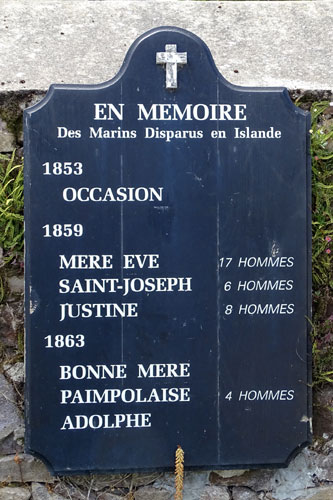 EN MEMOIRE
Des Marins Disparus en Islande
1853
OCCASION
1859
MERE EVE 17 HOMMES
SAINT-JOSEPH 6 HOMMES
JUSTINE 8 HOMMES
1863
BONNE MERE
PAIMPOLAISE 4 HOMMES
ADOLPHE